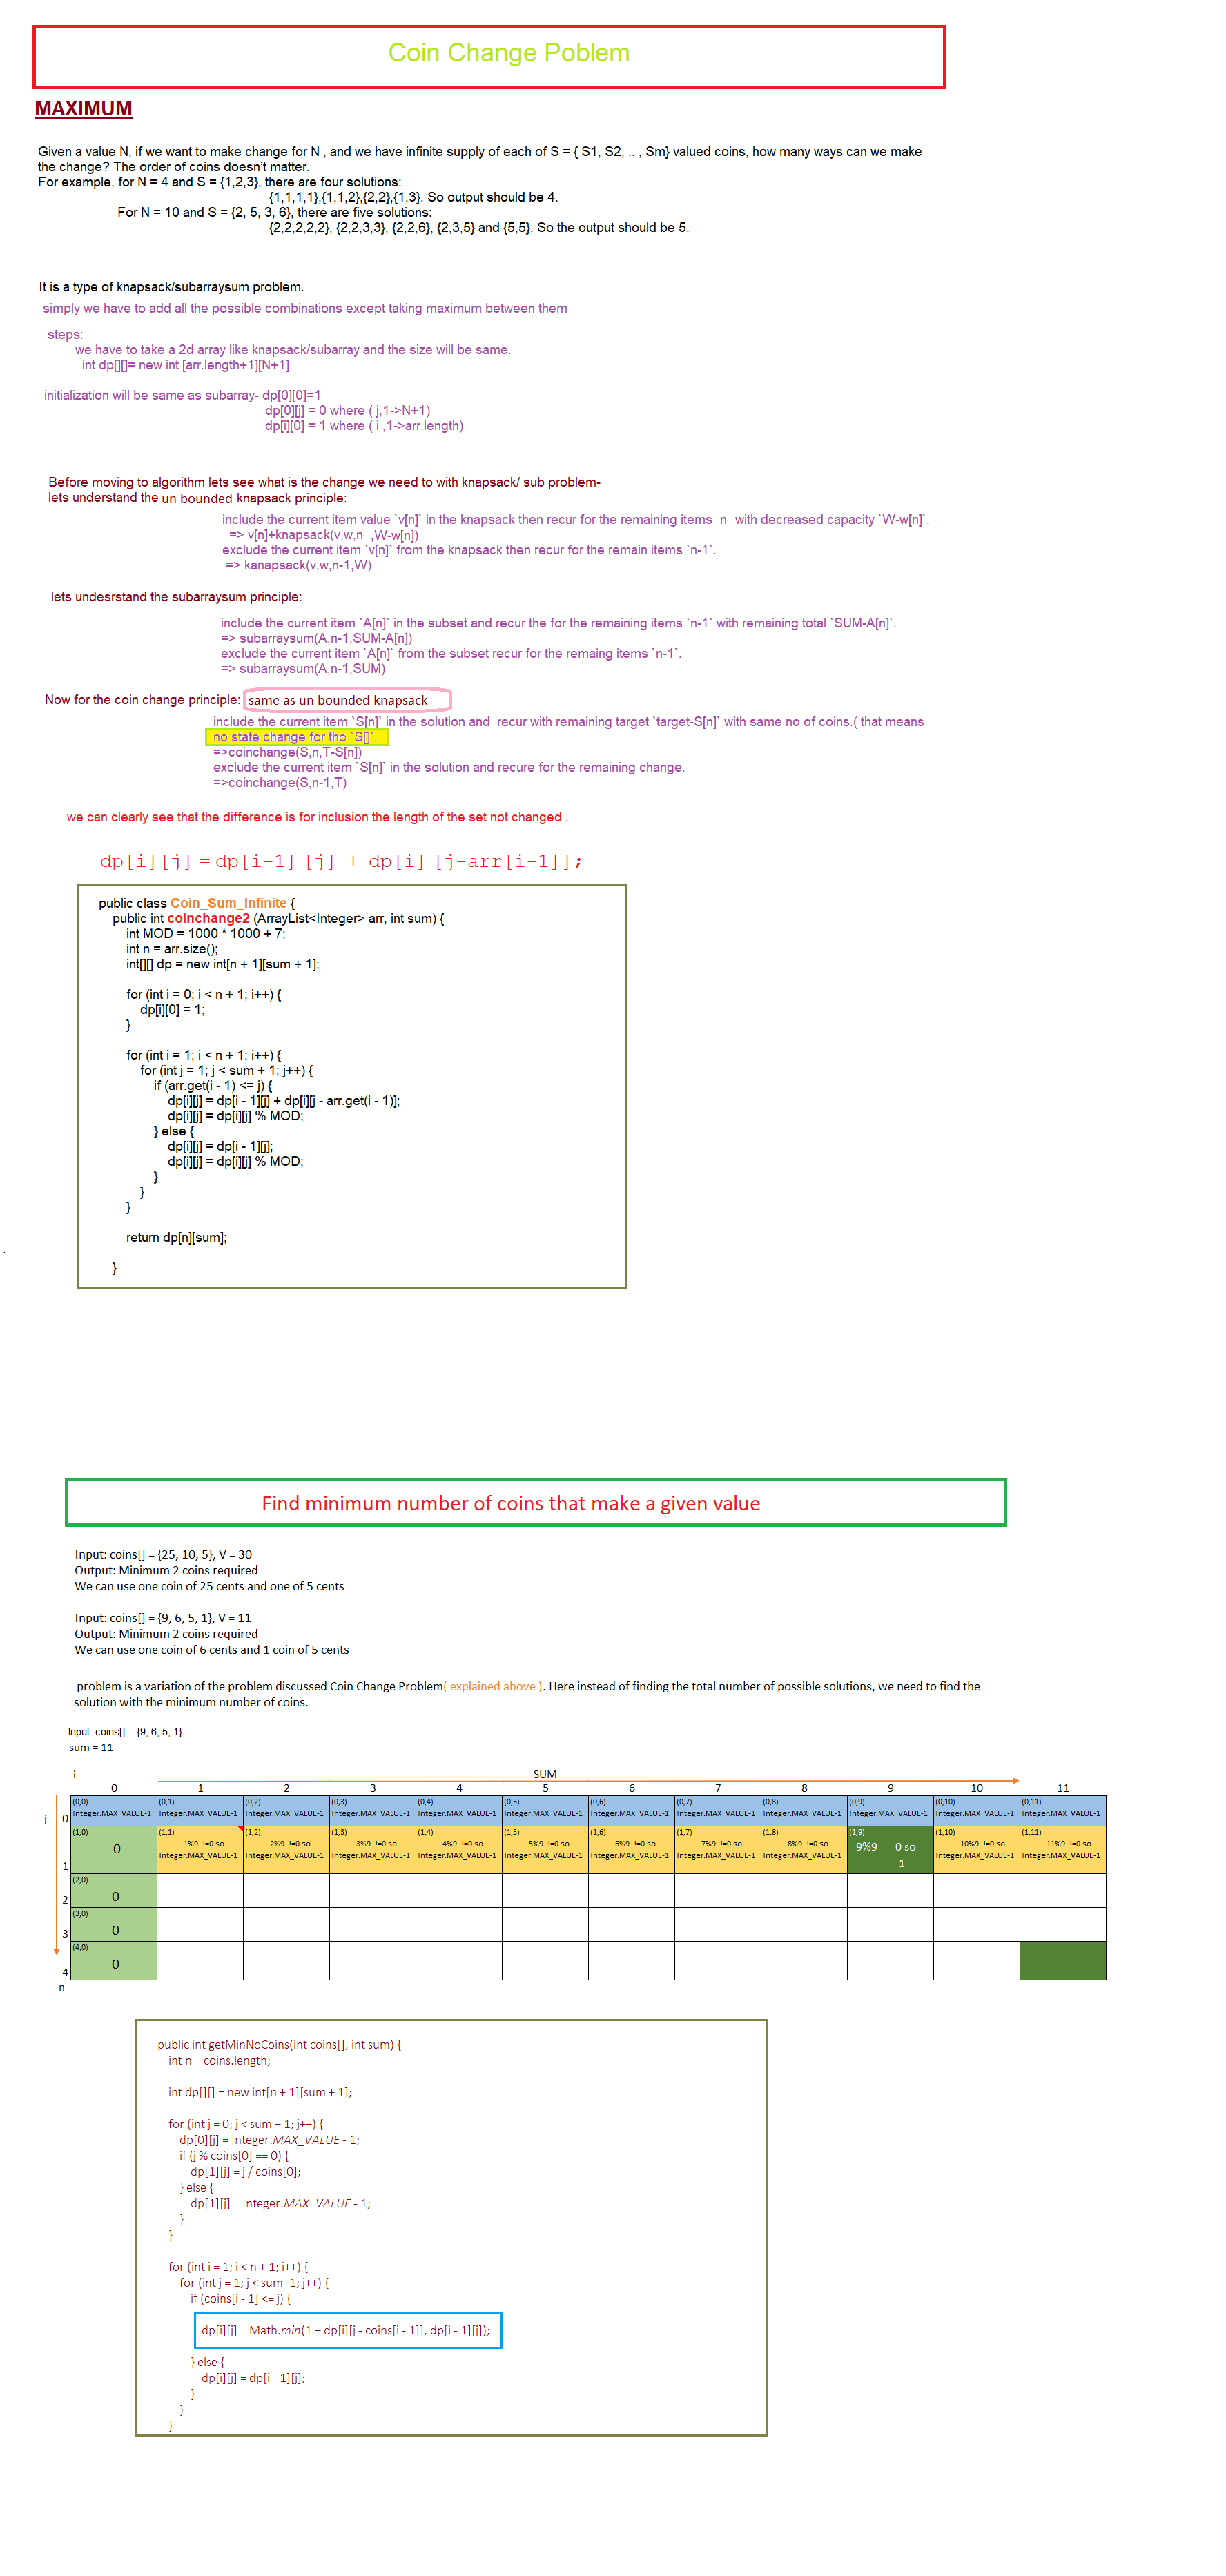 Coin Change Poblem
MAXIMUM
Given a value N, if we want to make change for N , and we have infinite supply of each of S = { S1, S2, .. , Sm} valued coins, how many ways can we make
the change? The order of coins doesn't matter.
For example, for N = 4 and S = {1,2,3}, there are four solutions:
{1,1,1,1},{1,1,2},{2,2},{1,3}. So output should be 4.
For N = 10 and S = {2, 5, 3, 6}, there are five solutions:
{2,2,2,2,2}, {2,2,3,3}, {2,2,6}, {2,3,5} and {5,5}. So the output should be 5.
It is a type of knapsack/subarraysum problem.
simply we have to add all the possible combinations except taking maximum between them
steps:
we have to take a 2d array like knapsack/subarray and the size will be same.
int dp[][]= new int [arr.length+1][N+1]
initialization will be same as subarray- dp[0][0]=1
dp[0][j] = 0 where ( j,1->N+1)
dp[i][0] = 1 where ( i ,1->arr.length)
Before moving to algorithm lets see what is the change we need to with knapsack/ sub problem-
lets understand the un bounded knapsack principle:
include the current item value `v[n]` in the knapsack then recur for the remaining items n with decreased capacity `W-w[n]`.
=> v[n]+knapsack(v,w,n ,W-w[n])
exclude the current item `v[n]` from the knapsack then recur for the remain items `n-1`.
=> kanapsack(v,w,n-1,W)
lets undesrstand the subarraysum principle:
include the current item `A[n]` in the subset and recur the for the remaining items `n-1` with remaining total `SUM-A[n]`.
=> subarraysum(A,n-1,SUM-A[n])
exclude the current item `A[n]` from the subset recur for the remaing items `n-1`.
=> subarraysum(A,n-1,SUM)
Now for the coin change principle: same as un bounded knapsack
include the current item `S[n]` in the solution and recur with remaining target `target-S[n]` with same no of coins.( that means
no state change for tho `S[]`.
=>coinchange(S,n,T-S[n])
exclude the current item `S[n]` in the solution and recure for the remaining change.
=>coinchange(S,n-1,T)
we can clearly see that the difference is for inclusion the length of the set not changed .
dp[i][j] = dp[i-1] [j] + dp[i] [j-arr[i-1]];
public class Coin_Sum_Infinite {
public int coinchange2 (ArrayList<Integer> arr, int sum) {
int MOD = 1000 * 1000 + 7;
int n = arr.size();
int[][] dp = new int[n + 1][sum + 1];
for (int i = 0; i < n + 1; i++) {
dp[i][0] = 1;
}
for (int i = 1; i < n + 1; i++) {
for (int j = 1; j < sum + 1; j++) {
if (arr.get(i - 1) <= j) {
dp[i][j] = dp[i - 1][j] + dp[i][j - arr.get(i - 1)];
dp[i][j] = dp[i][j] % MOD;
} else {
dp[i][j] = dp[i - 1][j];
dp[i][j] = dp[i][j] % MOD;
}
}
}
return dp[n][sum];
}
Find minimum number of coins that make a given value
Input: coins[] = {25, 10, 5}, V = 30
Output: Minimum 2 coins required
We can use one coin of 25 cents and one of 5 cents
Input: coins[] = {9, 6, 5, 1}, V = 11
Output: Minimum 2 coins required
We can use one coin of 6 cents and 1 coin of 5 cents
problem is a variation of the problem discussed Coin Change Problem( explained above ). Here instead of finding the total number of possible solutions, we need to find the
solution with the minimum number of coins.
Input: coins[] = {9, 6, 5, 1}
sum = 11
i SUM
0 1 2 3 4 5 6 7 8 9 10 11
(0,0) (0,1) (0,2) (0,3) (0,4) (0,5) (0,6) (0,7) (0,8) (0,9) (0,10) (0,11)
j 0 Integer.MAX_VALUE-1 Integer.MAX_VALUE-1 Integer.MAX_VALUE-1 Integer.MAX_VALUE-1 Integer.MAX_VALUE-1 Integer.MAX_VALUE-1 Integer.MAX_VALUE-1 Integer.MAX_VALUE-1 Integer.MAX_VALUE-1 Integer.MAX_VALUE-1 Integer.MAX_VALUE-1 Integer.MAX_VALUE-1
(1,0) (1,1) (1,2) (1,3) (1,4) (1,5) (1,6) (1,7) (1,8) (1,9) (1,10) (1,11)
0 1%9 !=0 so 2%9 !=0 so 3%9 !=0 so 4%9 !=0 so 5%9 !=0 so 6%9 !=0 so 7%9 !=0 so 8%9 !=0 so 9%9 ==0 so 10%9 !=0 so 11%9 !=0 so
1 Integer.MAX_VALUE-1 Integer.MAX_VALUE-1 Integer.MAX_VALUE-1 Integer.MAX_VALUE-1 Integer.MAX_VALUE-1 Integer.MAX_VALUE-1 Integer.MAX_VALUE-1 Integer.MAX_VALUE-1 1 Integer.MAX_VALUE-1 Integer.MAX_VALUE-1
(2,0)
2 0
(3,0)
3 0
(4,0)
4 0
n
public int getMinNoCoins(int coins[], int sum) {
int n = coins.length;
int dp[][] = new int[n + 1][sum + 1];
for (int j = 0; j < sum + 1; j++) {
dp[0][j] = Integer.MAX_VALUE - 1;
if (j % coins[0] == 0) {
dp[1][j] = j / coins[0];
} else {
dp[1][j] = Integer.MAX_VALUE - 1;
}
}
for (int i = 1; i < n + 1; i++) {
for (int j = 1; j < sum+1; j++) {
if (coins[i - 1] <= j) {
dp[i][j] = Math.min(1 + dp[i][j - coins[i - 1]], dp[i - 1][j]);
} else {
dp[i][j] = dp[i - 1][j];
}
}
}